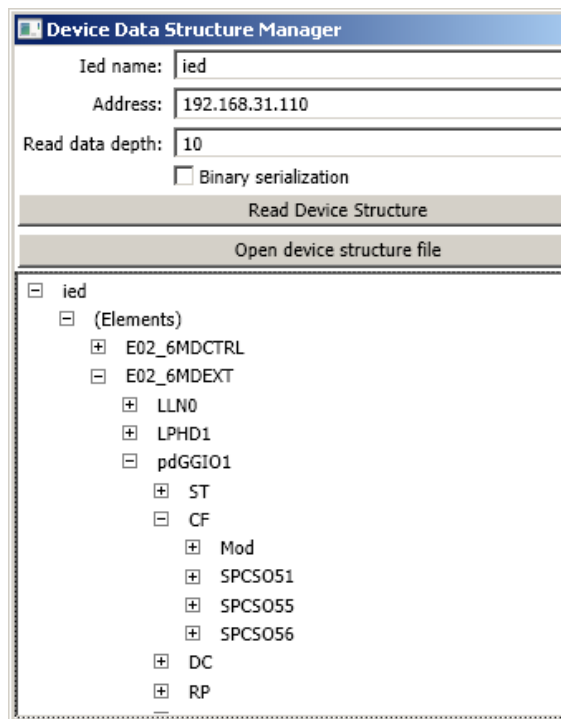 Device Data Structure Manager
Ied name: ied
Address: 192.168.31.110
Read data depth: 10
Binary serialization
Read Device Structure
Open device structure file
ied
(Elements)
E02_6MDCTRL
E02_6MDEXT
LLN0
LPHD1
pdGGIO1
ST
CF
Mod
SPCSO51
SPCSO55
SPCSO56
DC
RP